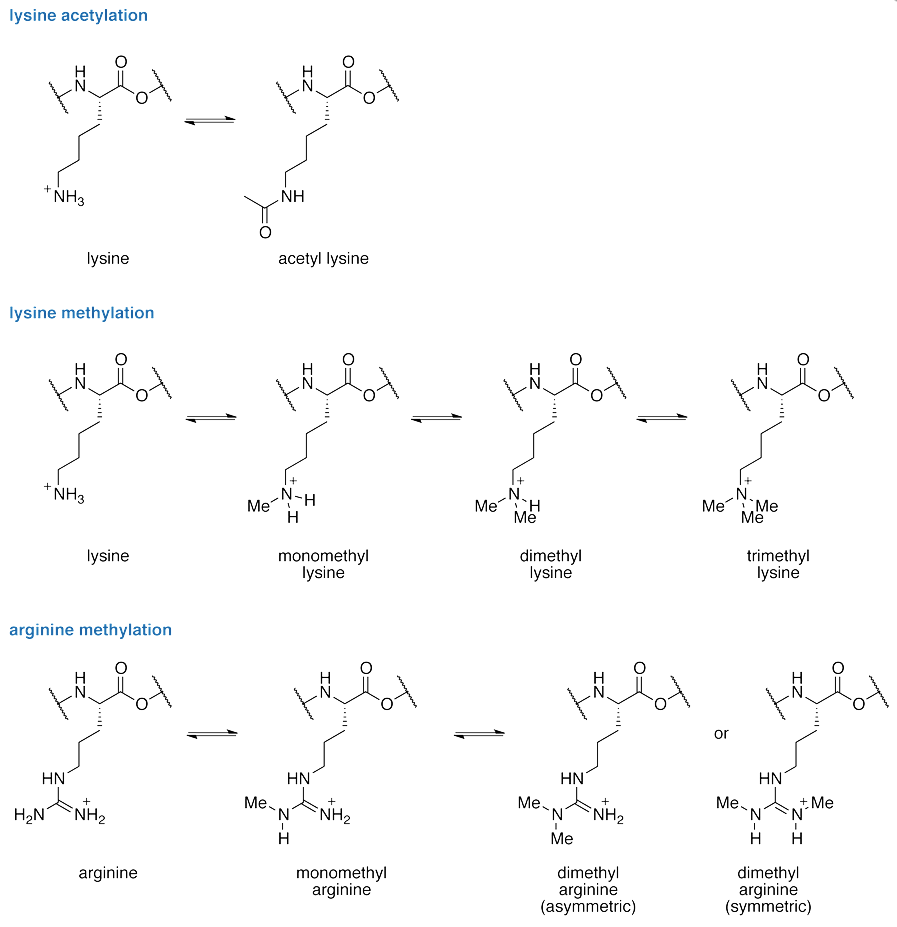 lysine acetylation
H
N
O
O
+
NH3
H
N
O
O
NH
O
lysine
acetyl lysine
lysine methylation
H
N
O
O
+
NH3
H
N
O
O
+
Me
N
H
H
H
N
O
O
+
Me
N
H
Me
H
N
O
O
+
Me
N
Me
Me
lysine
monomethyl
lysine
dimethyl
lysine
trimethyl
lysine
arginine methylation
H
N
O
O
HN
+
H2N
NH2
H
N
O
O
HN
+
Me
N
NH2
H
H
N
O
O
HN
+
Me
N
NH2
Me
or
H
N
O
O
HN
+
Me
Me
N
N
H
H
arginine
monomethyl
arginine
dimethyl
arginine
(asymmetric)
dimethyl
arginine
(symmetric)